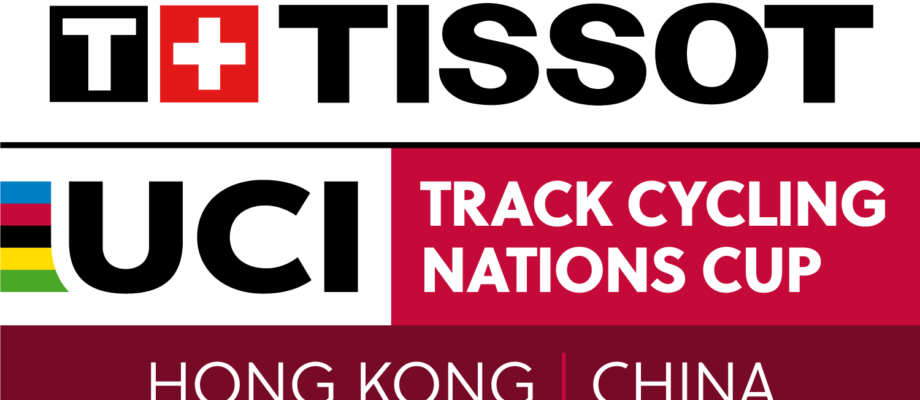 T+ TISSOT
UCI
TRACK CYCLING
NATIONS CUP
HONG KONG | CHINA